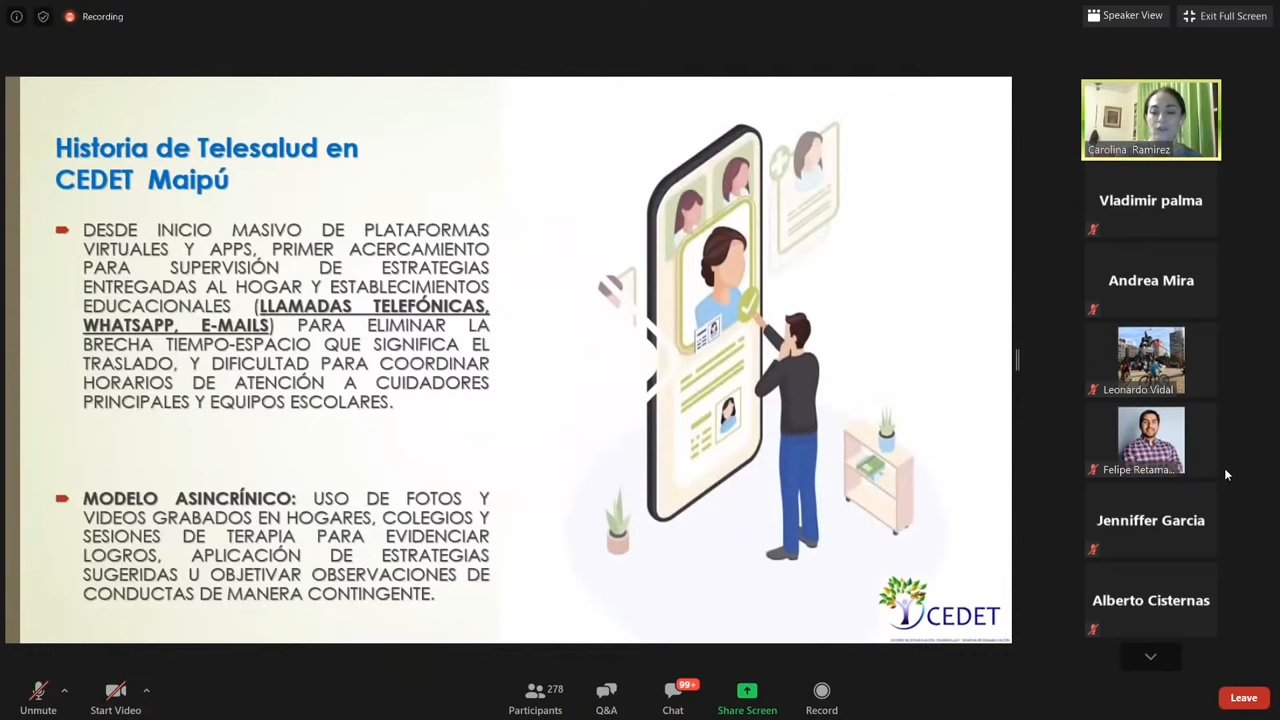 Recording
Speaker View
Exit Full Screen
Historia de Telesalud en
CEDET Maipú
DESDE INICIO MASIVO DE PLATAFORMAS
VIRTUALES Y APPS, PRIMER ACERCAMIENTO
PARA SUPERVISIÓN DE ESTRATEGIAS
ENTREGADAS AL HOGAR Y ESTABLECIMIENTOS
EDUCACIONALES (LLAMADAS TELEFÓNICAS,
WHATSAPP, E-MAILS) PARA ELIMINAR LA
BRECHA TIEMPO-ESPACIO QUE SIGNIFICA EL
TRASLADO, Y DIFICULTAD PARA COORDINAR
HORARIOS DE ATENCIÓN A CUIDADORES
PRINCIPALES Y EQUIPOS ESCOLARES.
MODELO ASINCRÍNICO: USO DE FOTOS Y
VIDEOS GRABADOS EN HOGARES, COLEGIOS Y
SESIONES DE TERAPIA PARA EVIDENCIAR
LOGROS, APLICACIÓN DE ESTRATEGIAS
SUGERIDAS U OBJETIVAR OBSERVACIONES DE
CONDUCTAS DE MANERA CONTINGENTE.
CEDET
Carolina Ramirez
Vladimir palma
Andrea Mira
Leonardo Vidal
Felipe Retama...
Jenniffer Garcia
Alberto Cisternas
Unmute
Start Video
278
Participants
Q&A
99+
Chat
Share Screen
Record
Leave